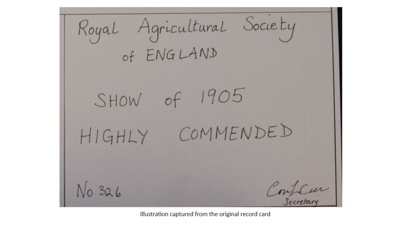 Royal Agricultural Society
of ENGLAND
SHOW of 1905
HIGHLY COMMENDED
No 326
Secretary
Illustration captured from the original record card